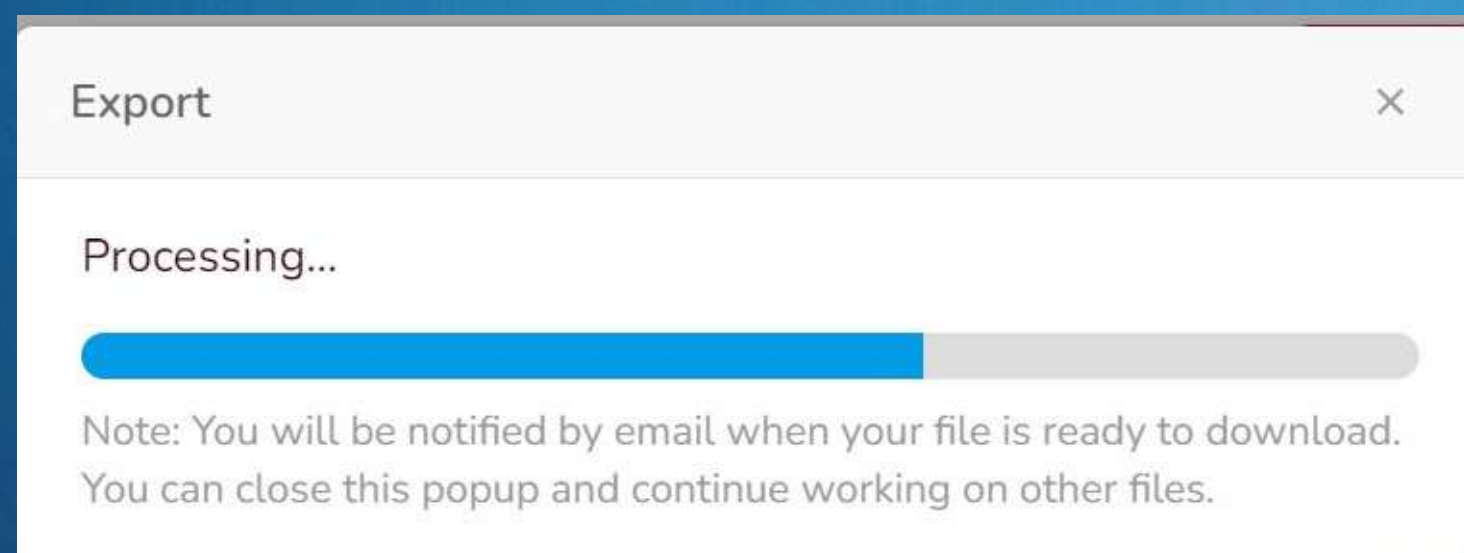 Export
Processing...
Note: You will be notified by email when your file is ready to download.
You can close this popup and continue working on other files.